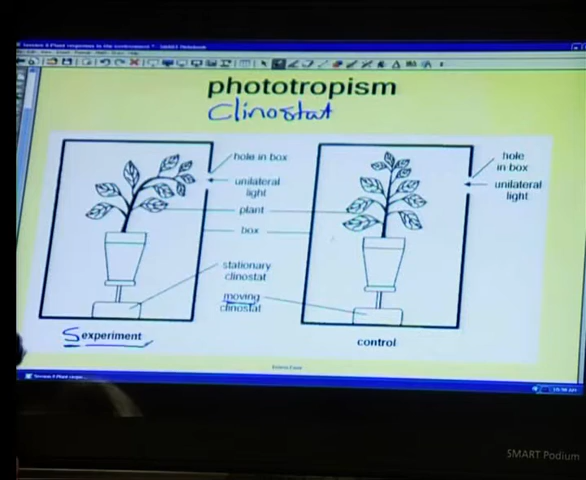 phototropism
Clinostat
hole in box
unilateral
light
plant
box
stationary
clinostat
moving
clinostat
S experiment
hole
in box
unilateral
light
control
SMART Podium